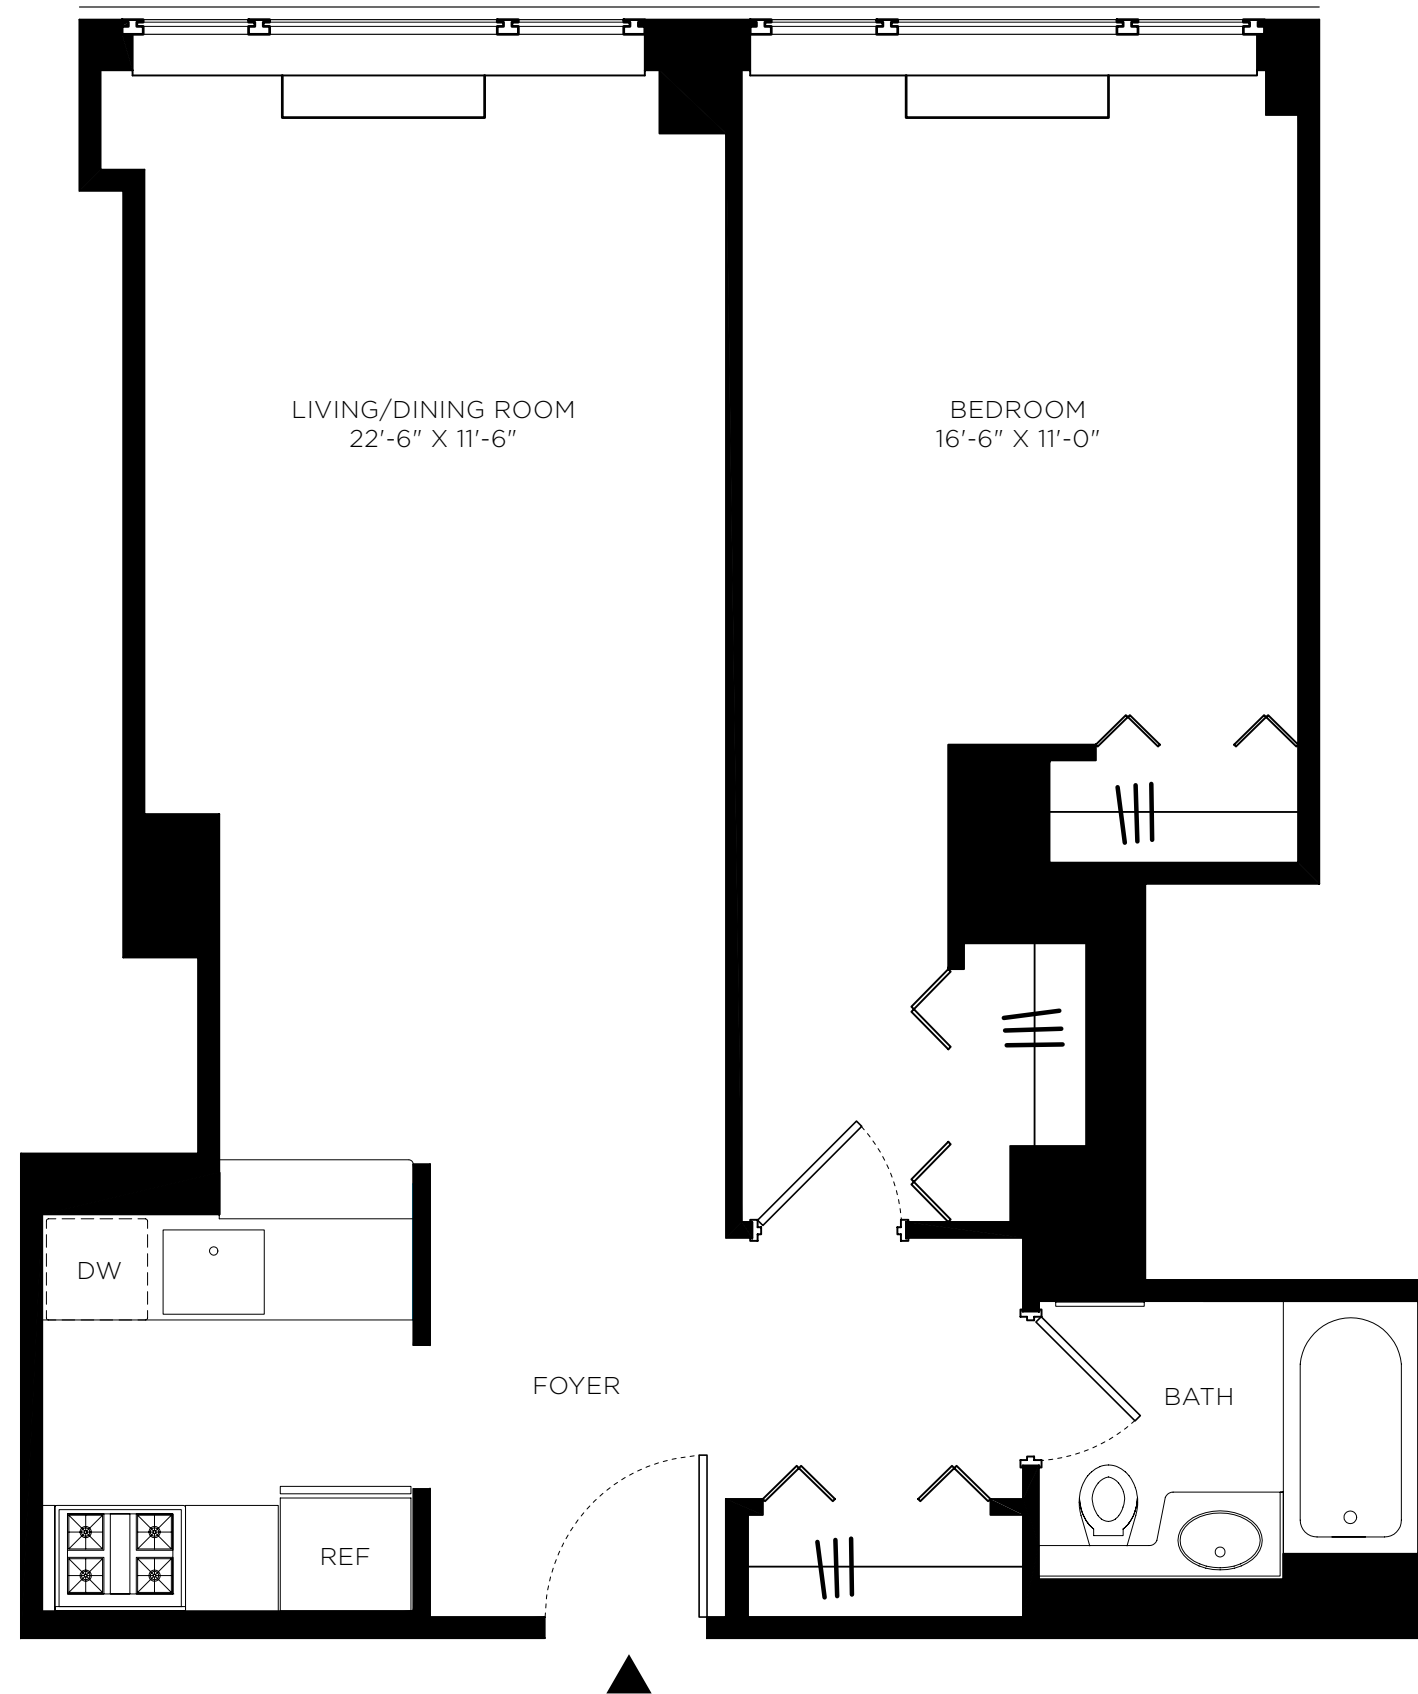 LIVING/DINING ROOM
22'-6" X 11'-6"
BEDROOM
16'-6" X 11'-0"
DW
FOYER
BATH
REF